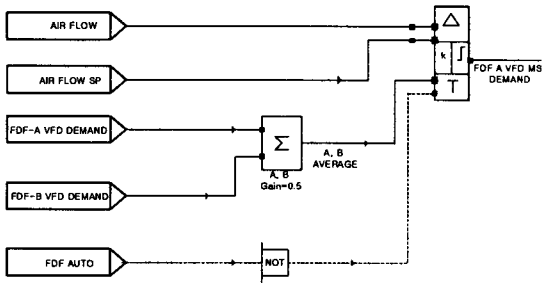 AIR FLOW
AIR FLOW SP
FDF-A VFD DEMAND
FDF-B VFD DEMAND
FDF AUTO
Σ
A, B
Gain=0.5
A, B
AVERAGE
NOT
Δ
k ∫
T
FDF A VFD MS
DEMAND